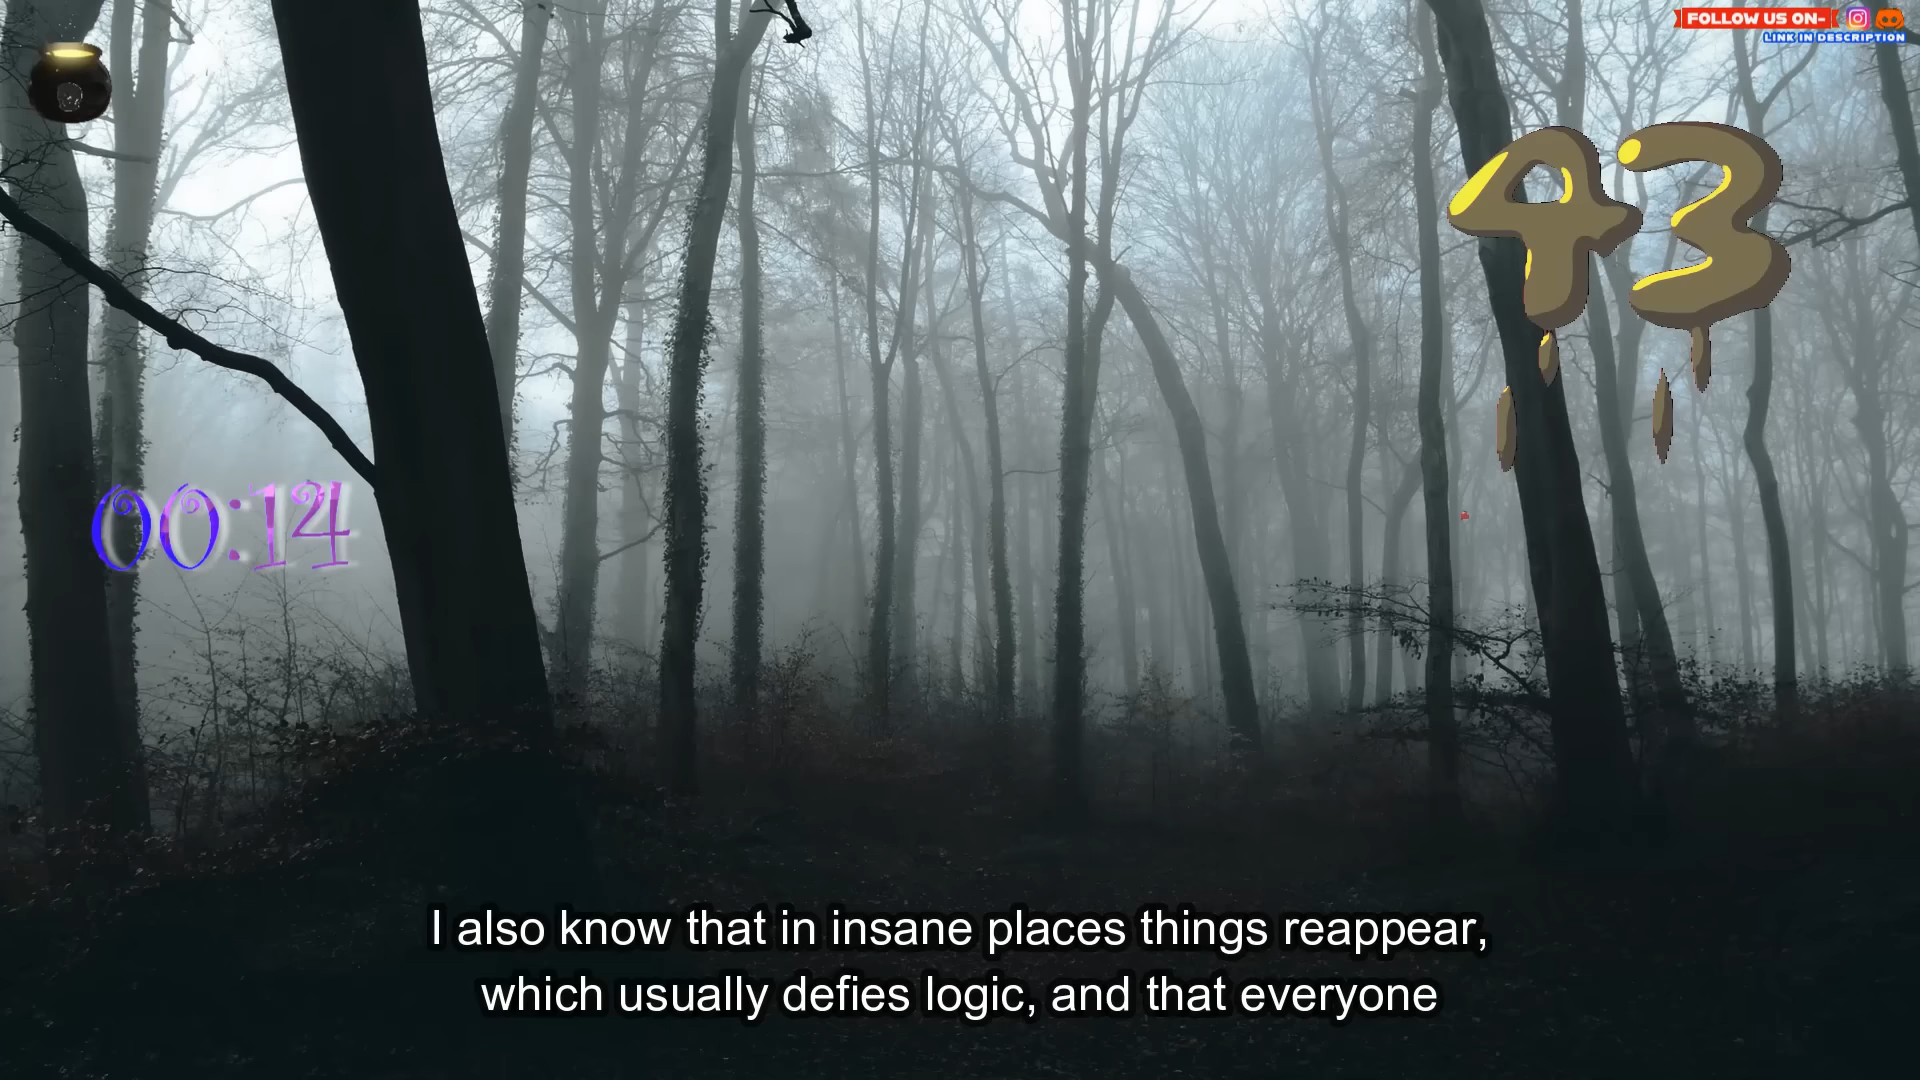 FOLLOW US ON-
LINK IN DESCRIPTION
43
00:14
I also know that in insane places things reappear,
which usually defies logic, and that everyone